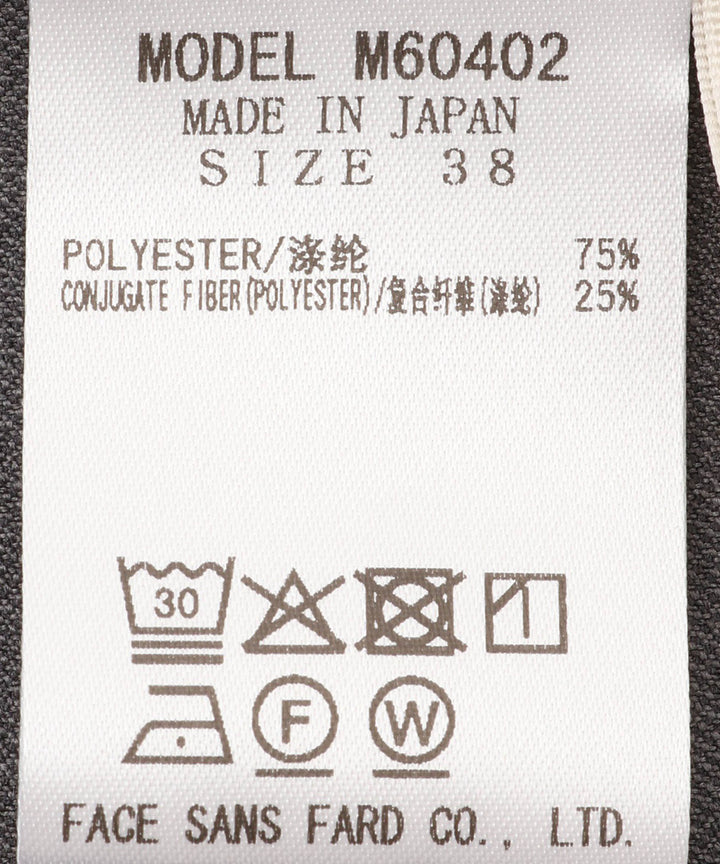 MODEL M60402
MADE IN JAPAN
SIZE 38
POLYESTER/涤纶 75%
CONJUGATE FIBER(POLYESTER)/复合纤维(涤纶) 25%
30
F
W
FACE SANS FARD CO., LTD.